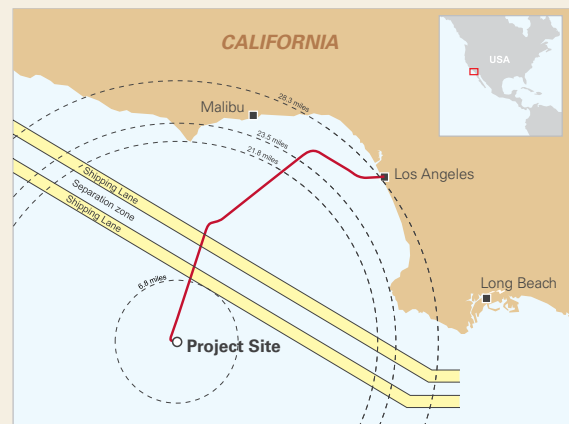 CALIFORNIA
USA
Malibu
28.3 miles
23.5 miles
21.8 miles
Los Angeles
Shipping Lane
Separation zone
Shipping Lane
6.8 miles
Long Beach
Project Site